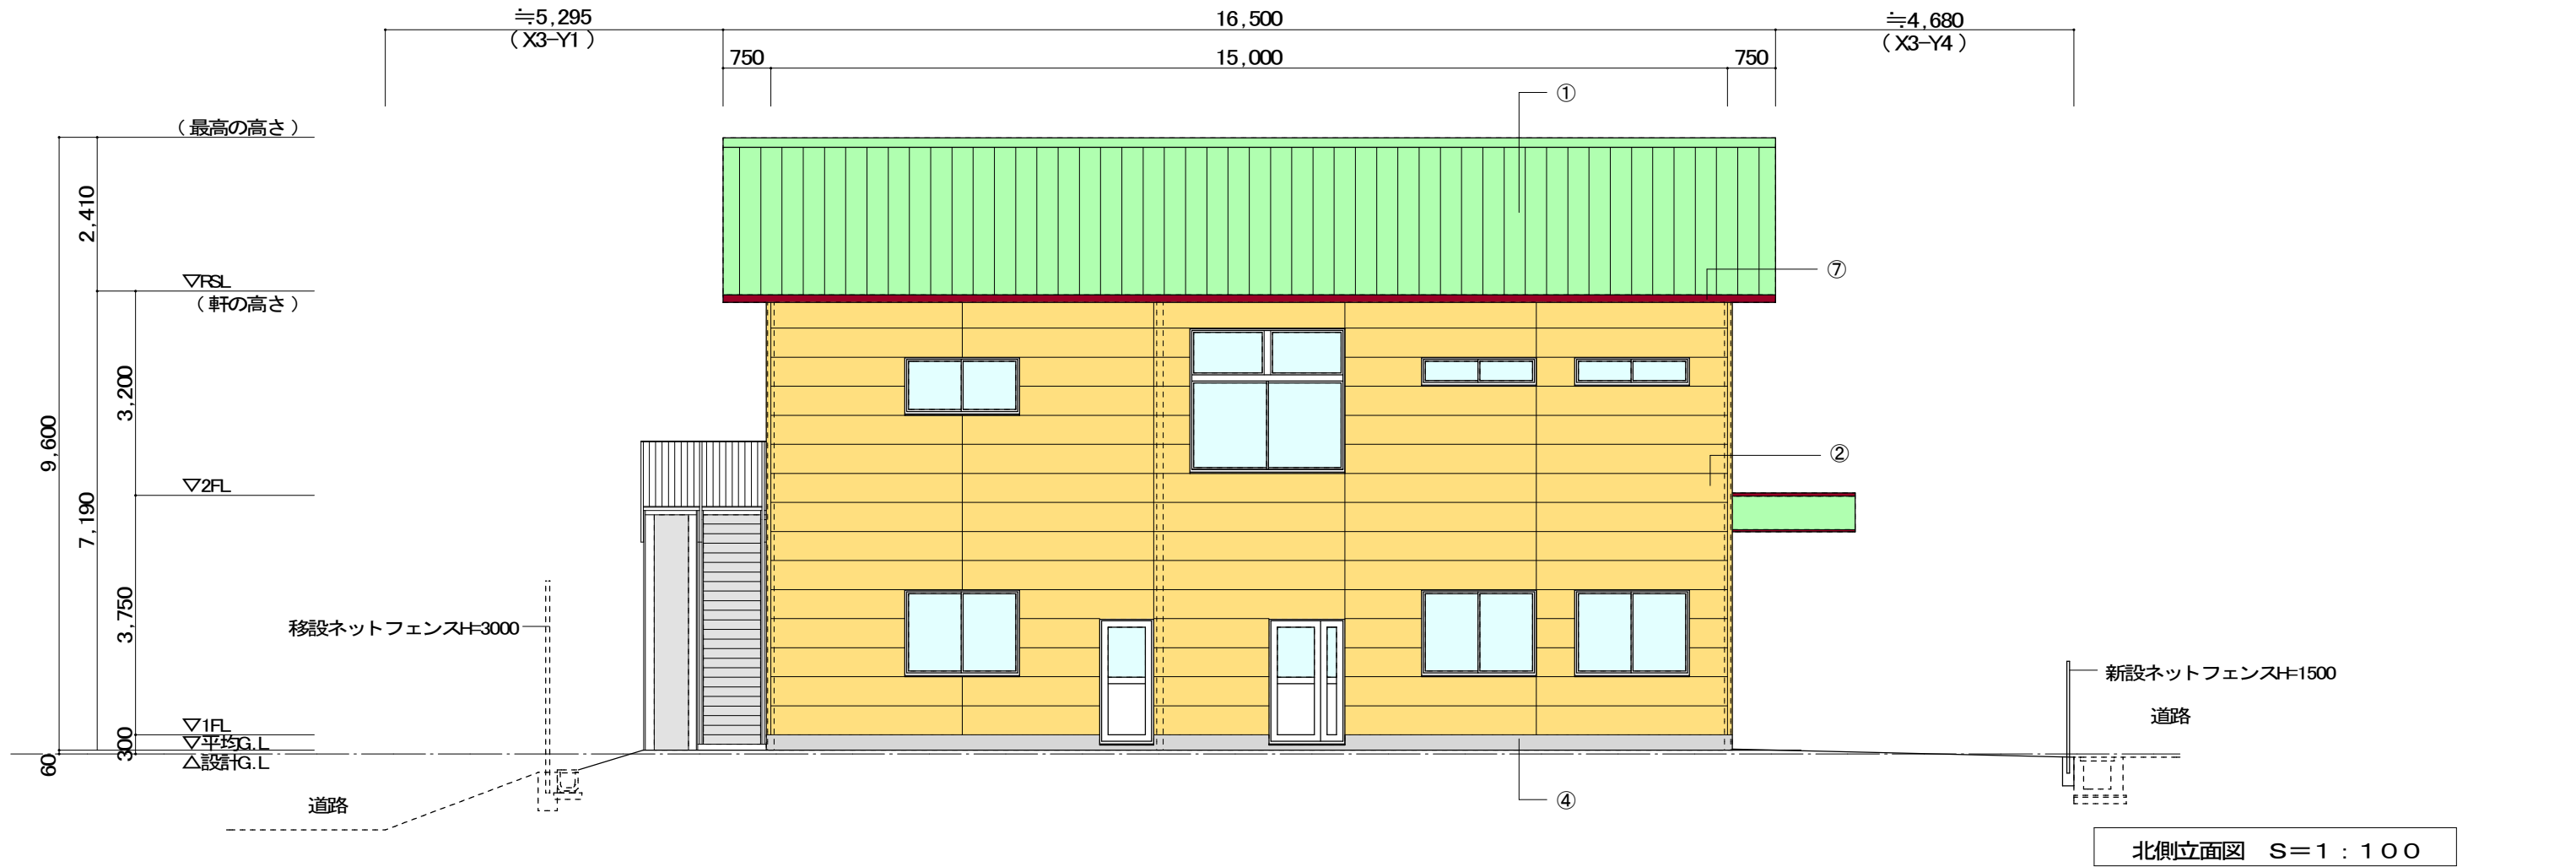 ≒5,295
16,500
≒4,680
(X3-Y1)
(X3-Y4)
750
15,000
750
①
(最高の高さ)
2,410
▽RSL
⑦
(軒の高さ)
3,200
9,600
②
▽2FL
7,190
3,750
移設ネットフェンスH=3000
新設ネットフェンスH=1500
道路
▽1FL
▽平均G.L
300
△設計G.L
60
道路
④
北側立面図 S=1:100